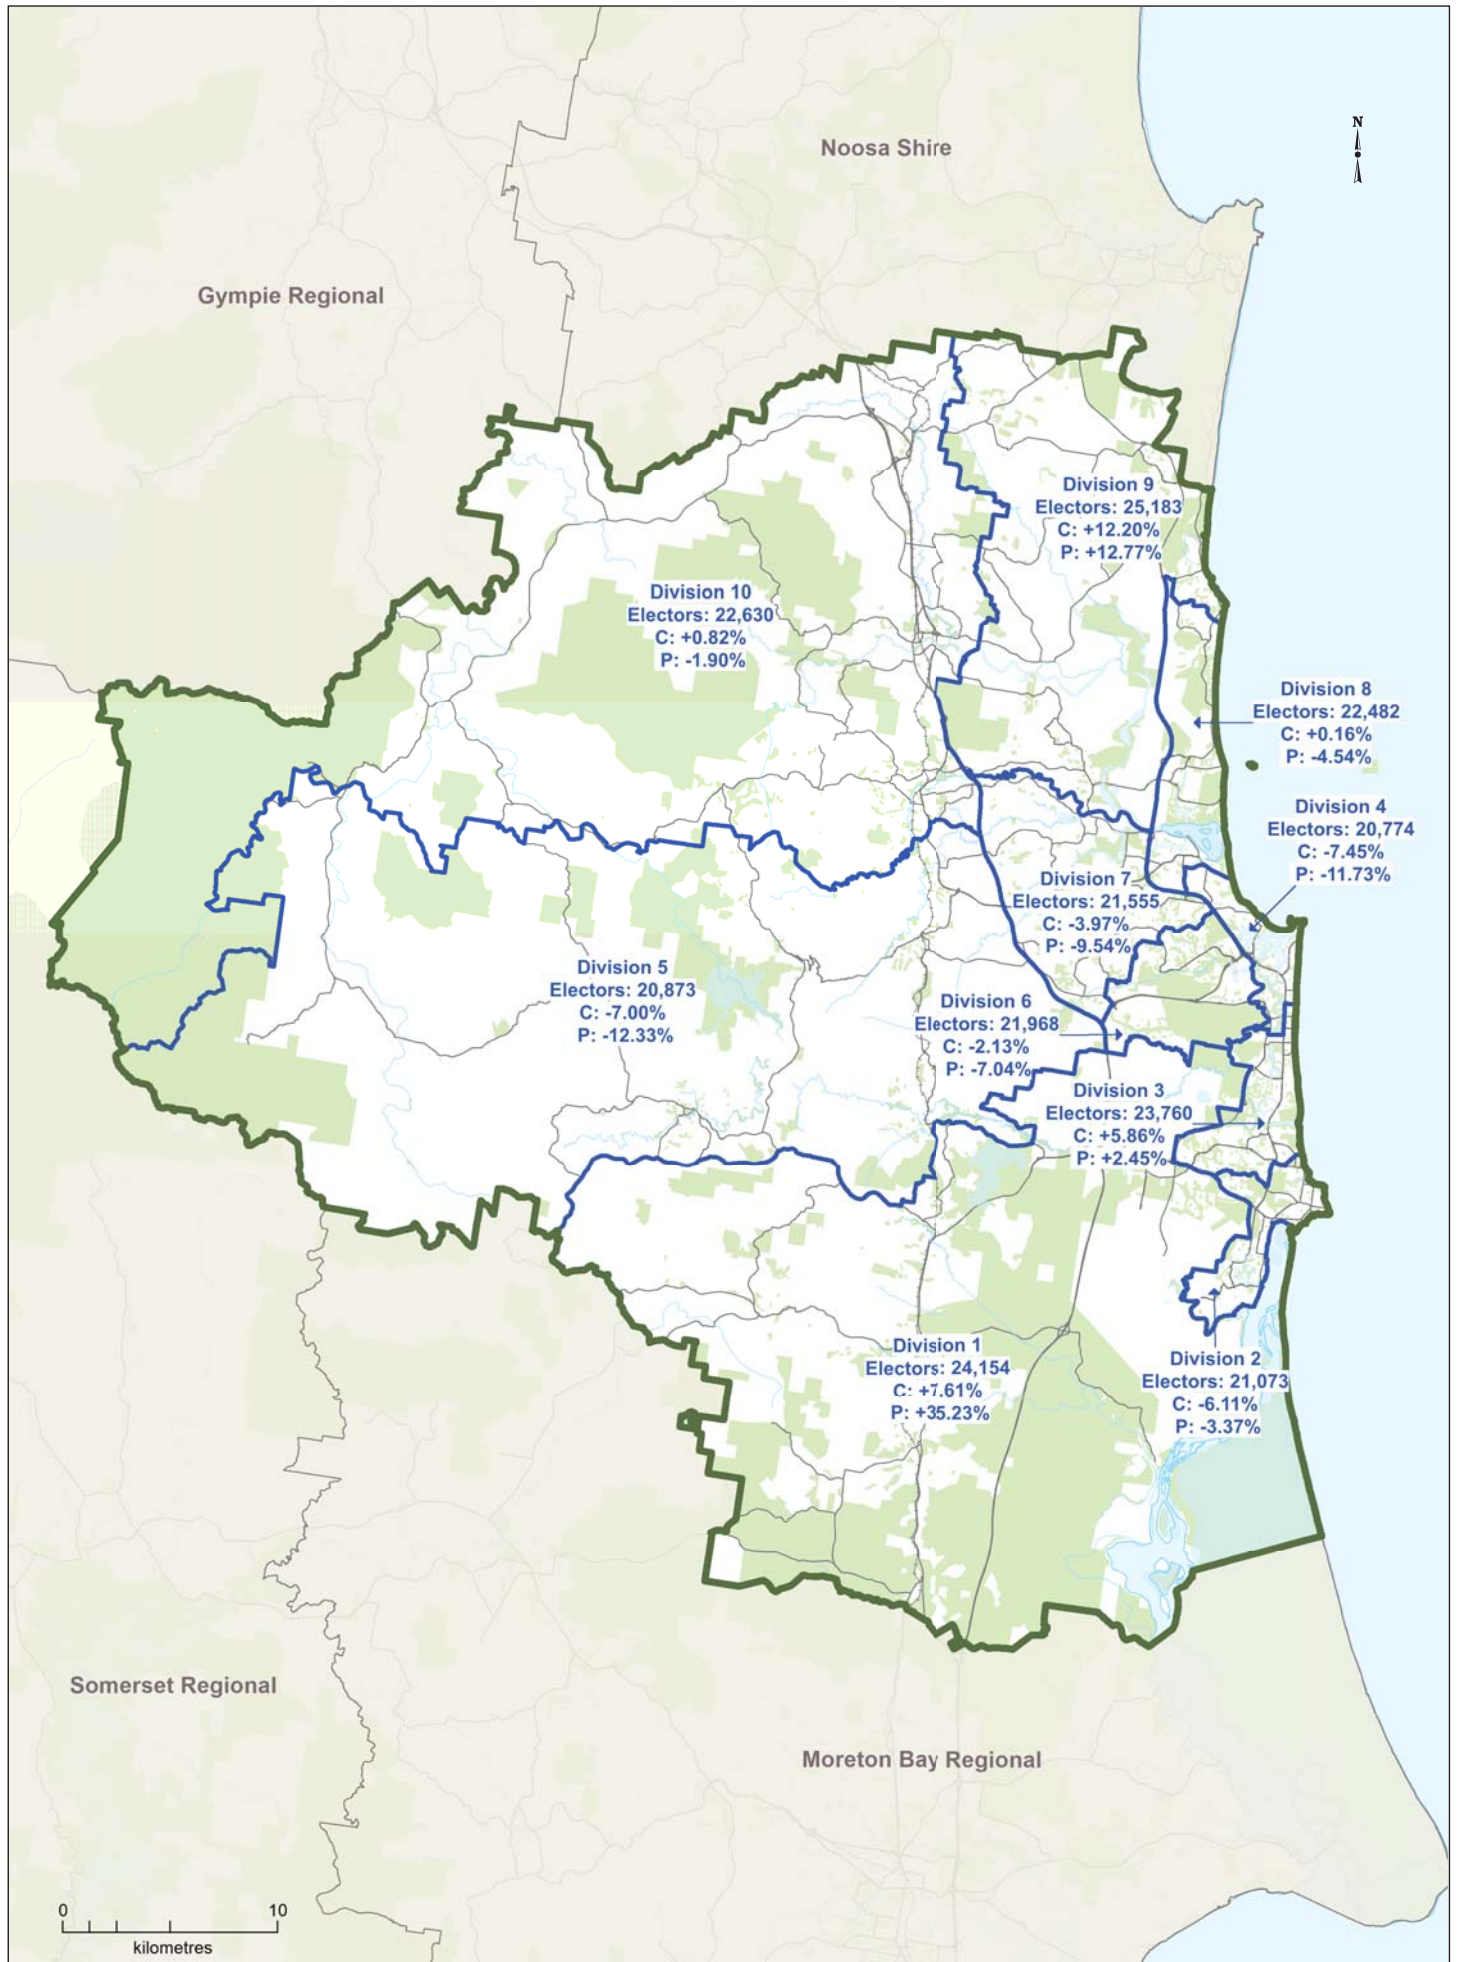 N
Noosa Shire
Gympie Regional
Division 9
Electors: 25,183
C: +12.20%
P: +12.77%
Division 10
Electors: 22,630
C: +0.82%
P: -1.90%
Division 8
Electors: 22,482
C: +0.16%
P: -4.54%
Division 4
Electors: 20,774
C: -7.45%
P: -11.73%
Division 7
Electors: 21,555
C: -3.97%
P: -9.54%
Division 5
Electors: 20,873
C: -7.00%
P: -12.33%
Division 6
Electors: 21,968
C: -2.13%
P: -7.04%
Division 3
Electors: 23,760
C: +5.86%
P: +2.45%
Division 1
Electors: 24,154
C: +7.61%
P: +35.23%
Division 2
Electors: 21,073
C: -6.11%
P: -3.37%
Somerset Regional
Moreton Bay Regional
0 10
kilometres